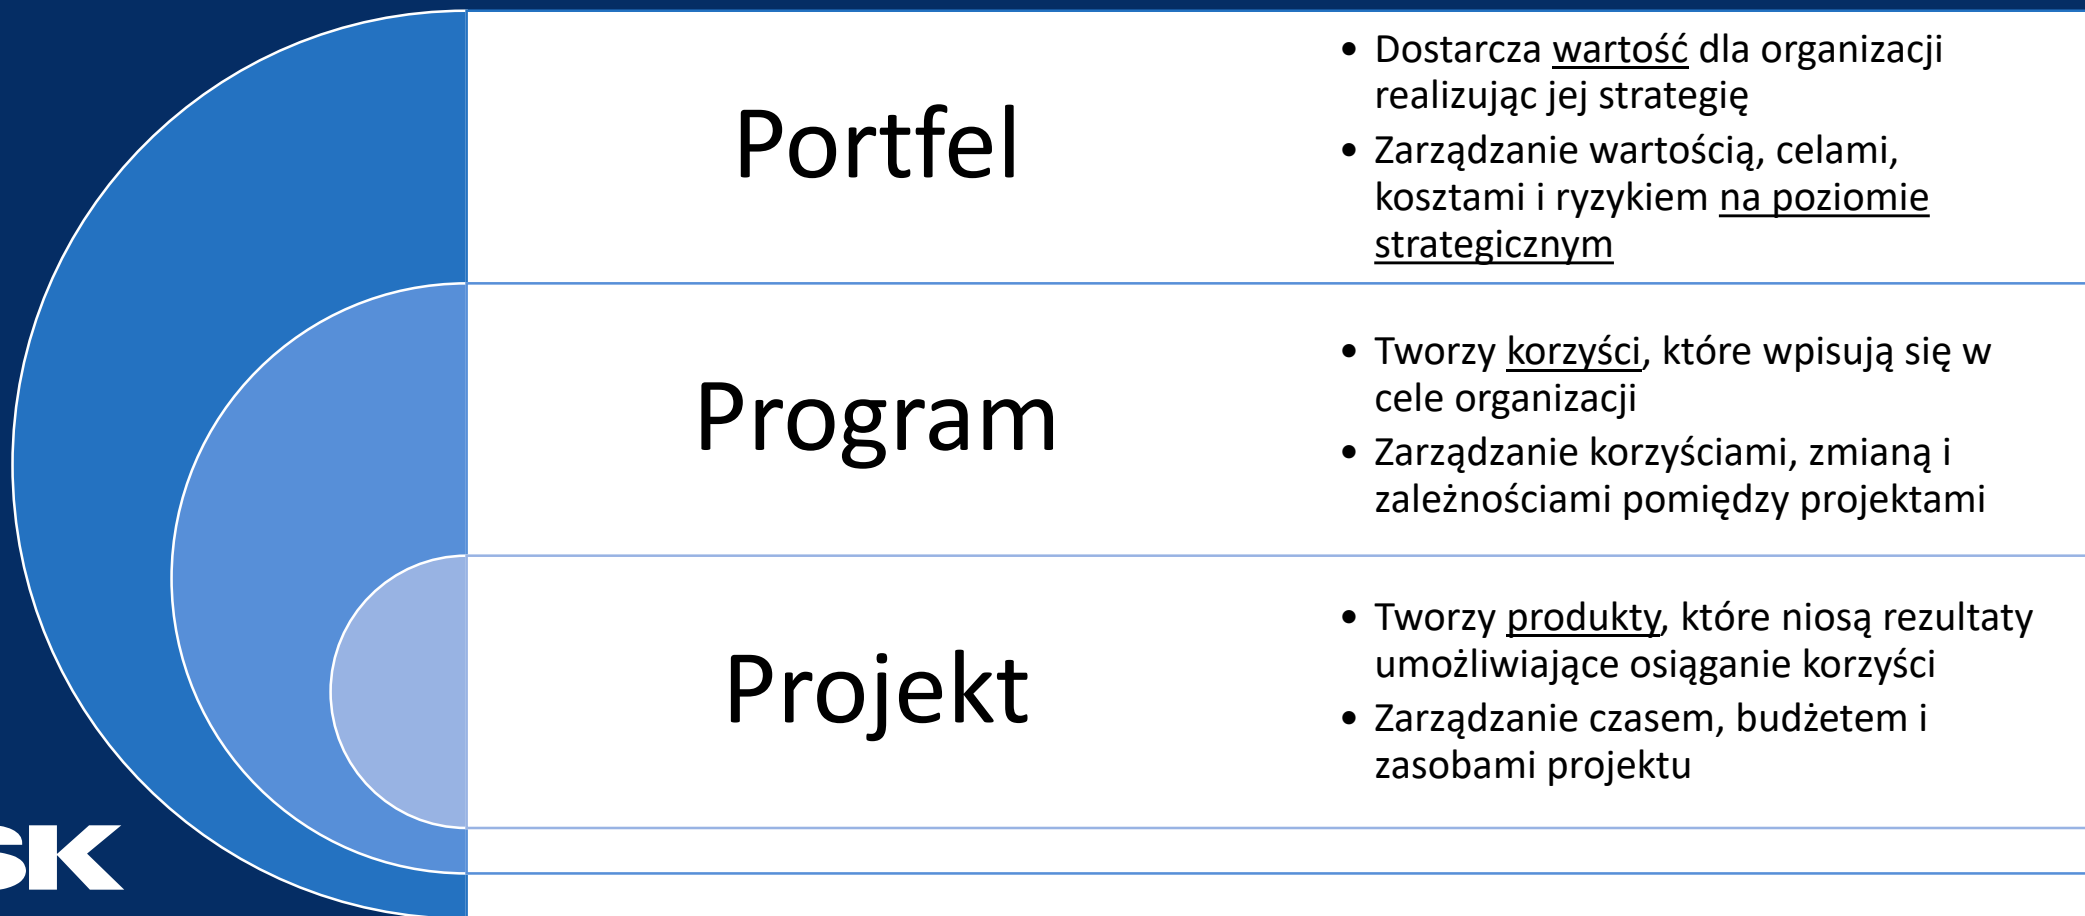 Portfel
• Dostarcza wartość dla organizacji
realizując jej strategię
• Zarządzanie wartością, celami,
kosztami i ryzykiem na poziomie
strategicznym
Program
• Tworzy korzyści, które wpisują się w
cele organizacji
• Zarządzanie korzyściami, zmianą i
zależnościami pomiędzy projektami
Projekt
• Tworzy produkty, które niosą rezultaty
umożliwiające osiąganie korzyści
• Zarządzanie czasem, budżetem i
zasobami projektu
SK